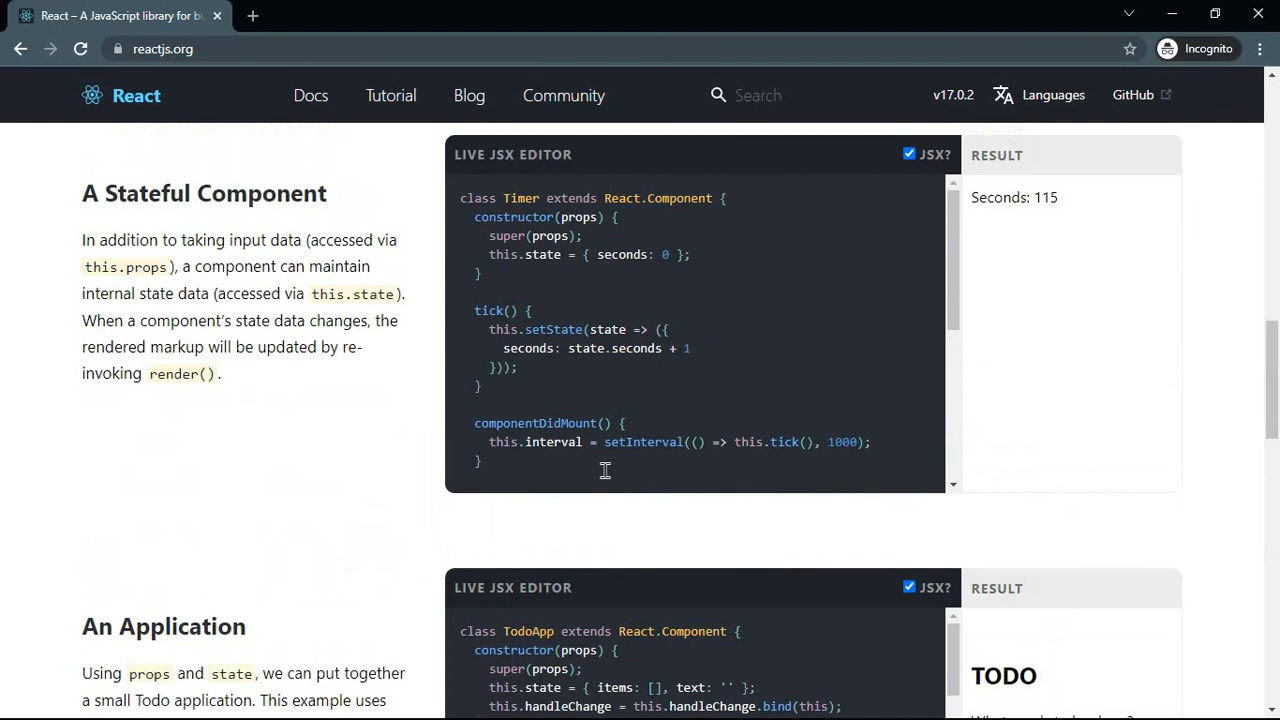 React – A JavaScript library for bu
reactjs.org
Incognito
React
Docs
Tutorial
Blog
Community
Search
v17.0.2
Languages
GitHub
A Stateful Component
In addition to taking input data (accessed via
this.props), a component can maintain
internal state data (accessed via this.state).
When a component's state data changes, the
rendered markup will be updated by re-
invoking render().
LIVE JSX EDITOR
JSX?
class Timer extends React.Component {
constructor(props) {
super(props);
this.state = { seconds: 0 };
}
tick() {
this.setState(state => ({
seconds: state.seconds + 1
}));
}
componentDidMount() {
this.interval = setInterval(() => this.tick(), 1000);
}
RESULT
Seconds: 115
An Application
Using props and state, we can put together
a small Todo application. This example uses
LIVE JSX EDITOR
JSX?
class TodoApp extends React.Component {
constructor(props) {
super(props);
this.state = { items: [], text: '' };
this.handleChange = this.handleChange.bind(this);
RESULT
TODO